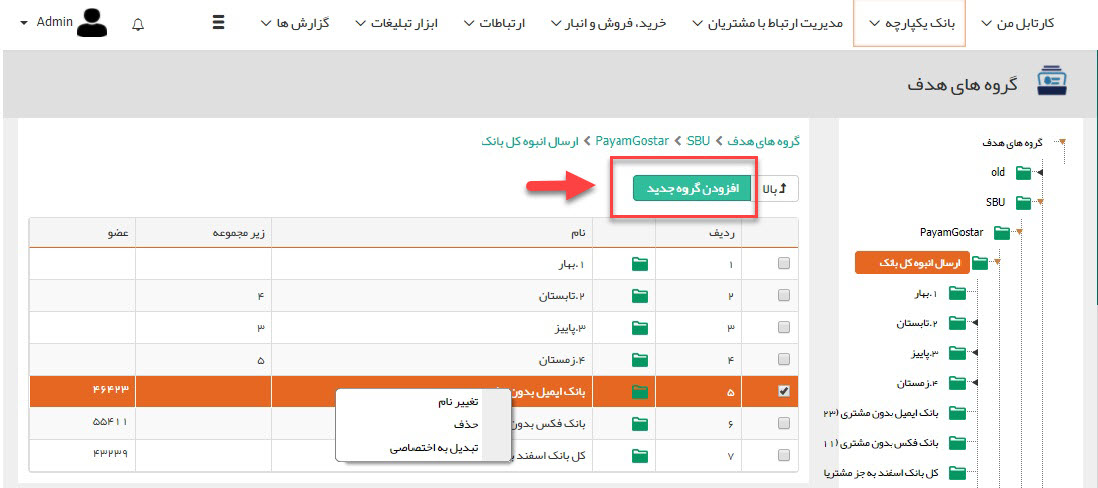 کارتابل من
بانک یکپارچه
مدیریت ارتباط با مشتریان
خرید، فروش و انبار
ارتباطات
ابزار تبلیغات
گزارش ها
Admin
گروه های هدف
گروه های هدف
old
SBU
PayamGostar
ارسال انبوه کل بانک
۱.بهار
۲.تابستان
۳.پاییز
۴.زمستان
بانک ایمیل بدون مشتری (۲۳
بانک فکس بدون مشتری (۱۱
کل بانک اسفند به جز مشتریا
گروه های هدف > SBU > PayamGostar > ارسال انبوه کل بانک
بالا افزودن گروه جدید
ردیف نام زیر مجموعه عضو
۱ ۱.بهار
۲ ۲.تابستان ۴
۳ ۳.پاییز ۳
۴ ۴.زمستان ۵
۵ بانک ایمیل بدون ۴۶۴۲۳
۶ بانک فکس بدون ۵۵۴۱۱
۷ کل بانک اسفند ۴۳۲۳۹
تغییر نام
حذف
تبدیل به اختصاصی